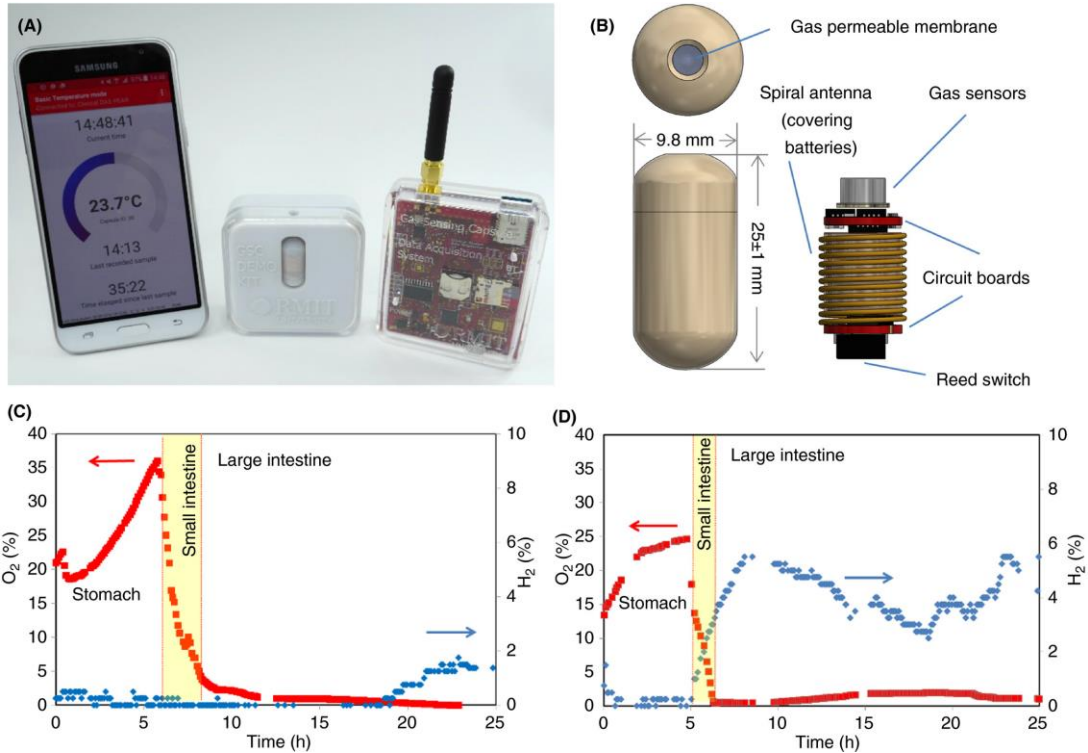 (A)
SAMSUNG
Basic Temperature mode
14:48:41
Current time
23.7°C
14:13
Last recorded sample
35:22
Time elapsed since last sample
RMIT
Gas Sensing Capsule
Data Acquisition
System
RMIT
(B)
Gas permeable membrane
Spiral antenna
(covering
batteries)
Gas sensors
9.8 mm
25±1 mm
Circuit boards
Reed switch
(C)
40
35
30
25
20
15
10
5
0
O2 (%)
Stomach
Small intestine
Large intestine
10
8
6
4
2
0
H2 (%)
0 5 10 15 20 25
Time (h)
(D)
40
35
30
25
20
15
10
5
0
O2 (%)
Stomach
Small intestine
Large intestine
10
8
6
4
2
0
H2 (%)
0 5 10 15 20 25
Time (h)